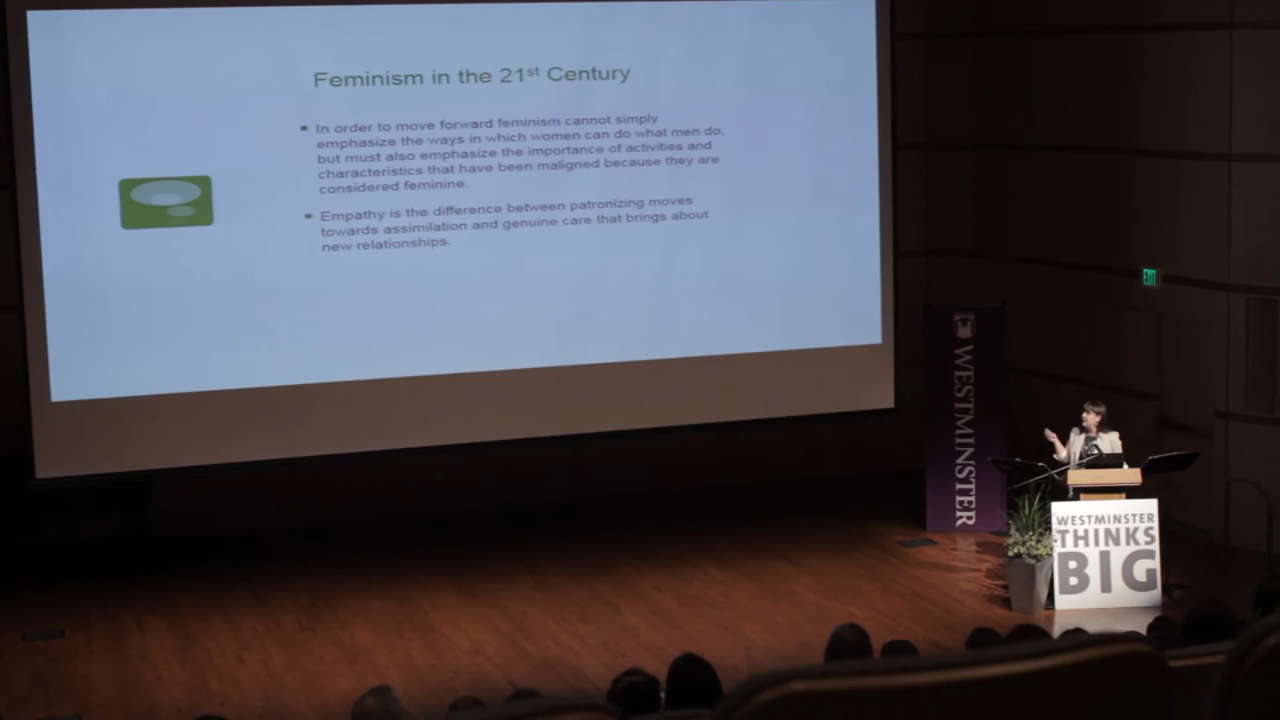 Feminism in the 21st Century
In order to move forward feminism cannot simply
emphasize the ways in which women can do what men do,
but must also emphasize the importance of activities and
characteristics that have been maligned because they are
considered feminine.
Empathy is the difference between patronizing moves
towards assimilation and genuine care that brings about
new relationships.
EXIT
WESTMINSTER
WESTMINSTER
THINKS
BIG